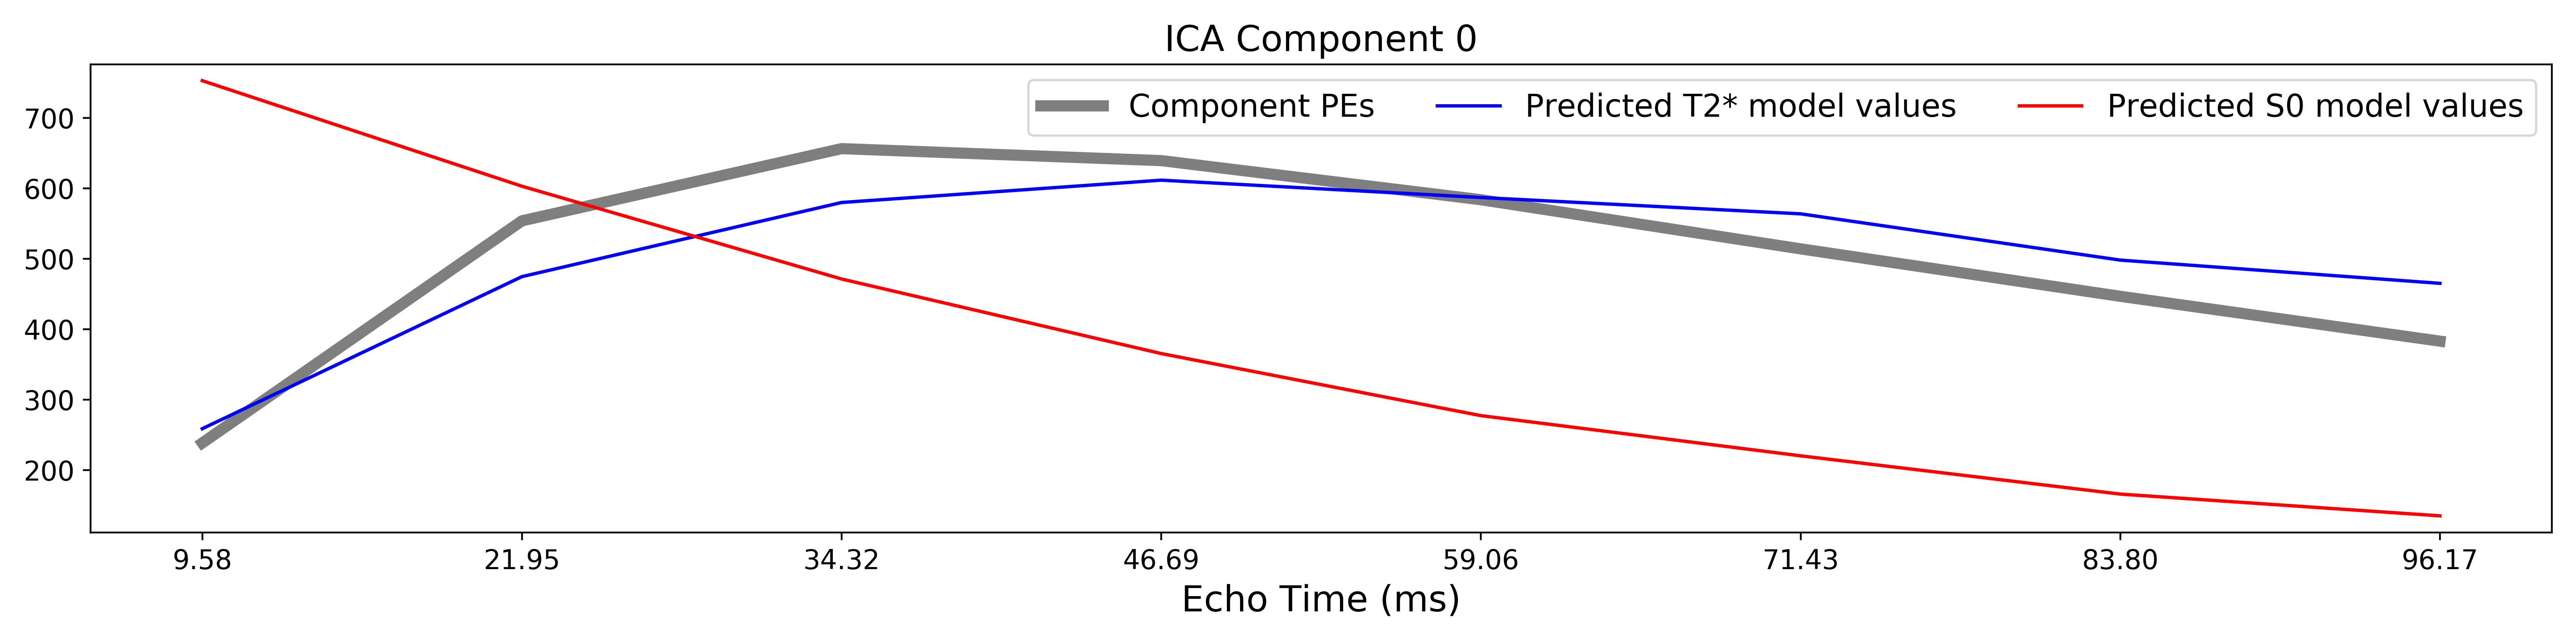 ICA Component 0
Component PEs Predicted T2* model values Predicted S0 model values
700
600
500
400
300
200
9.58 21.95 34.32 46.69 59.06 71.43 83.80 96.17
Echo Time (ms)